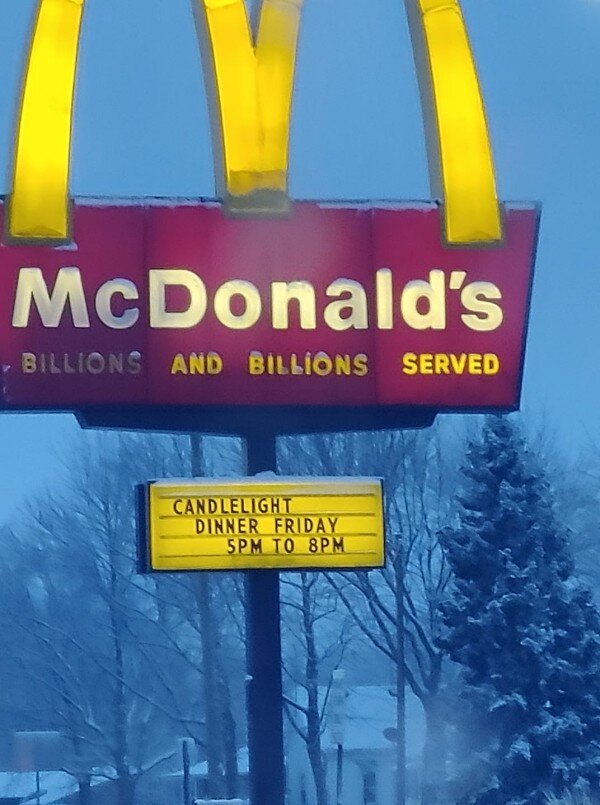 McDonald's
BILLIONS AND BILLIONS SERVED
CANDLELIGHT
DINNER FRIDAY
5PM TO 8PM